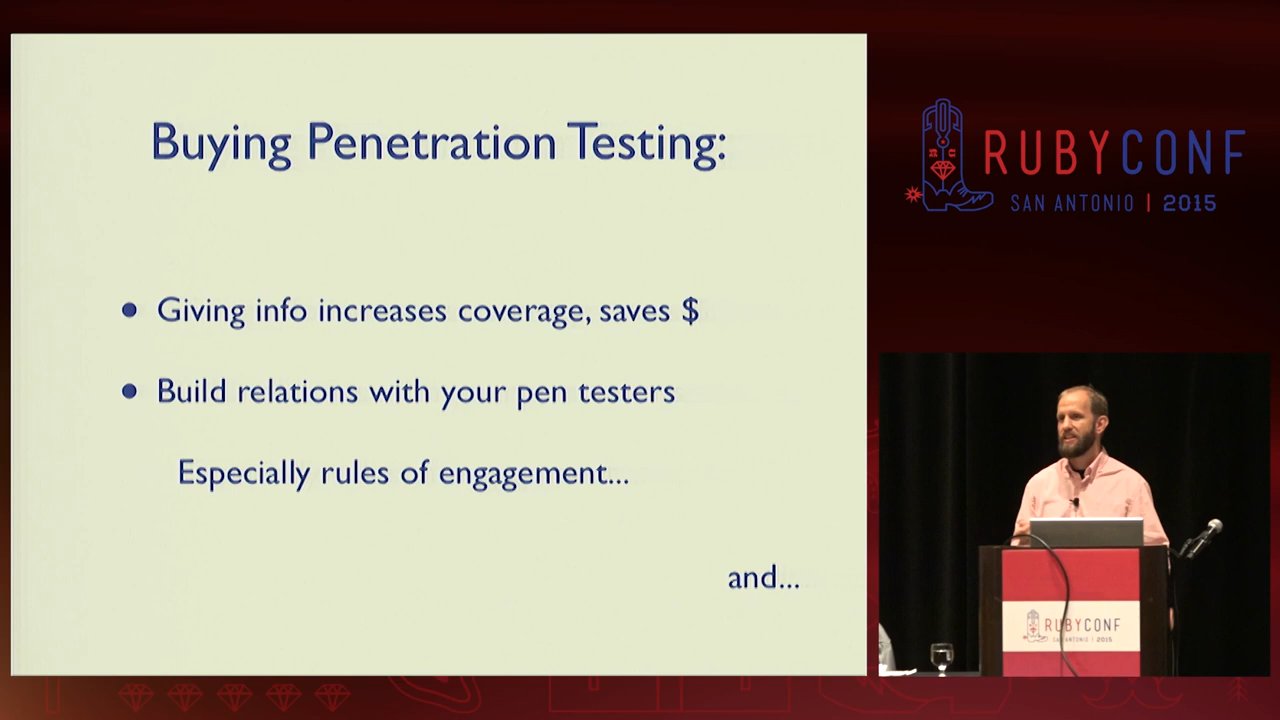 Buying Penetration Testing:
• Giving info increases coverage, saves $
• Build relations with your pen testers
Especially rules of engagement...
and...
RUBYCONF
SAN ANTONIO | 2015
RUBYCONF
SAN ANTONIO | 2015